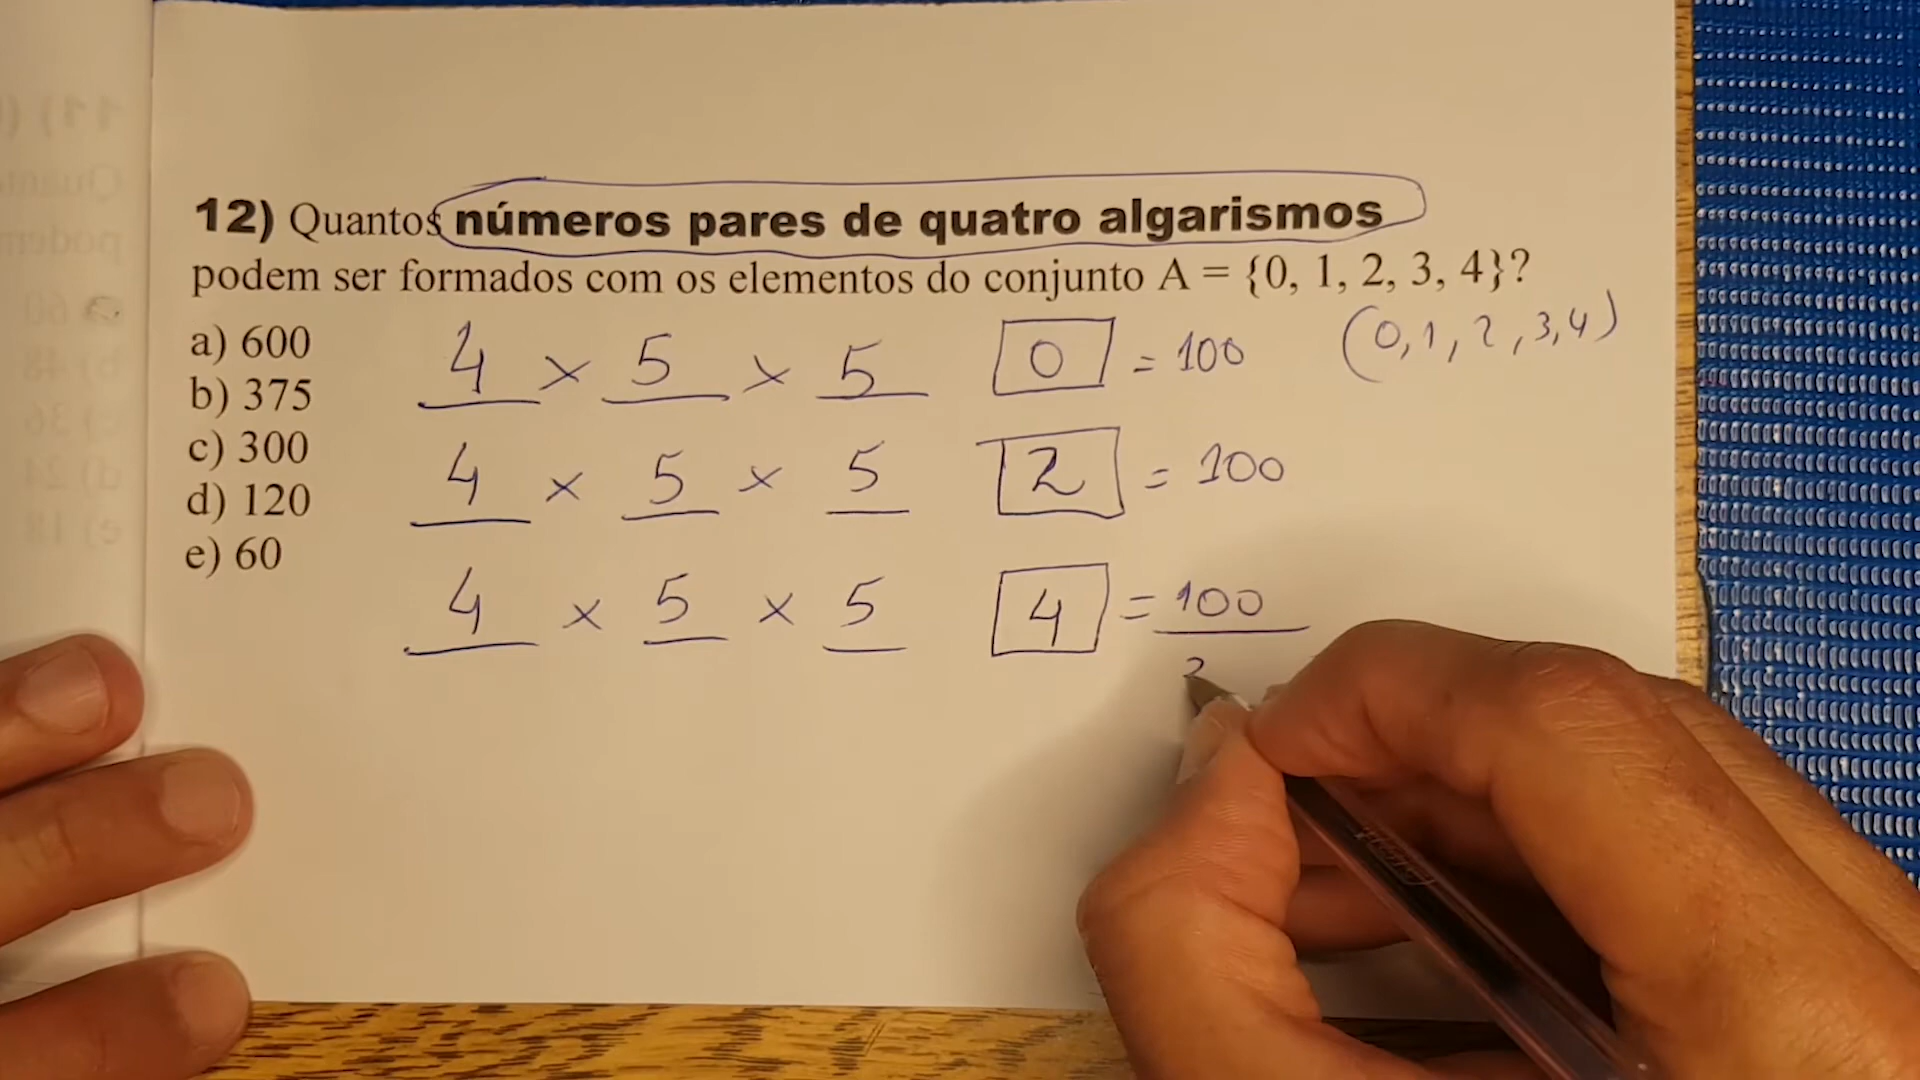 12) Quantos números pares de quatro algarismos
podem ser formados com os elementos do conjunto A = {0, 1, 2, 3, 4}?
(0, 1, 2, 3, 4)
a) 600
b) 375
c) 300
d) 120
e) 60
4 × 5 × 5 0 = 100
4 × 5 × 5 2 = 100
4 × 5 × 5 4 = 100